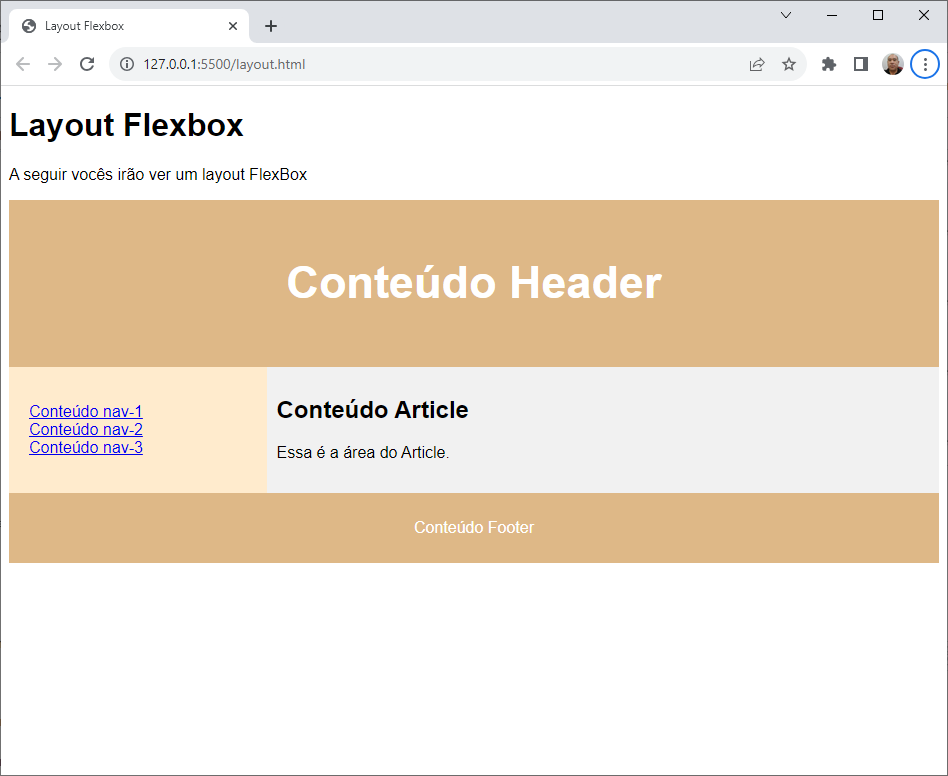 Layout Flexbox
127.0.0.1:5500/layout.html
Layout Flexbox
A seguir vocês irão ver um layout FlexBox
Conteúdo Header
Conteúdo nav-1
Conteúdo nav-2
Conteúdo nav-3
Conteúdo Article
Essa é a área do Article.
Conteúdo Footer